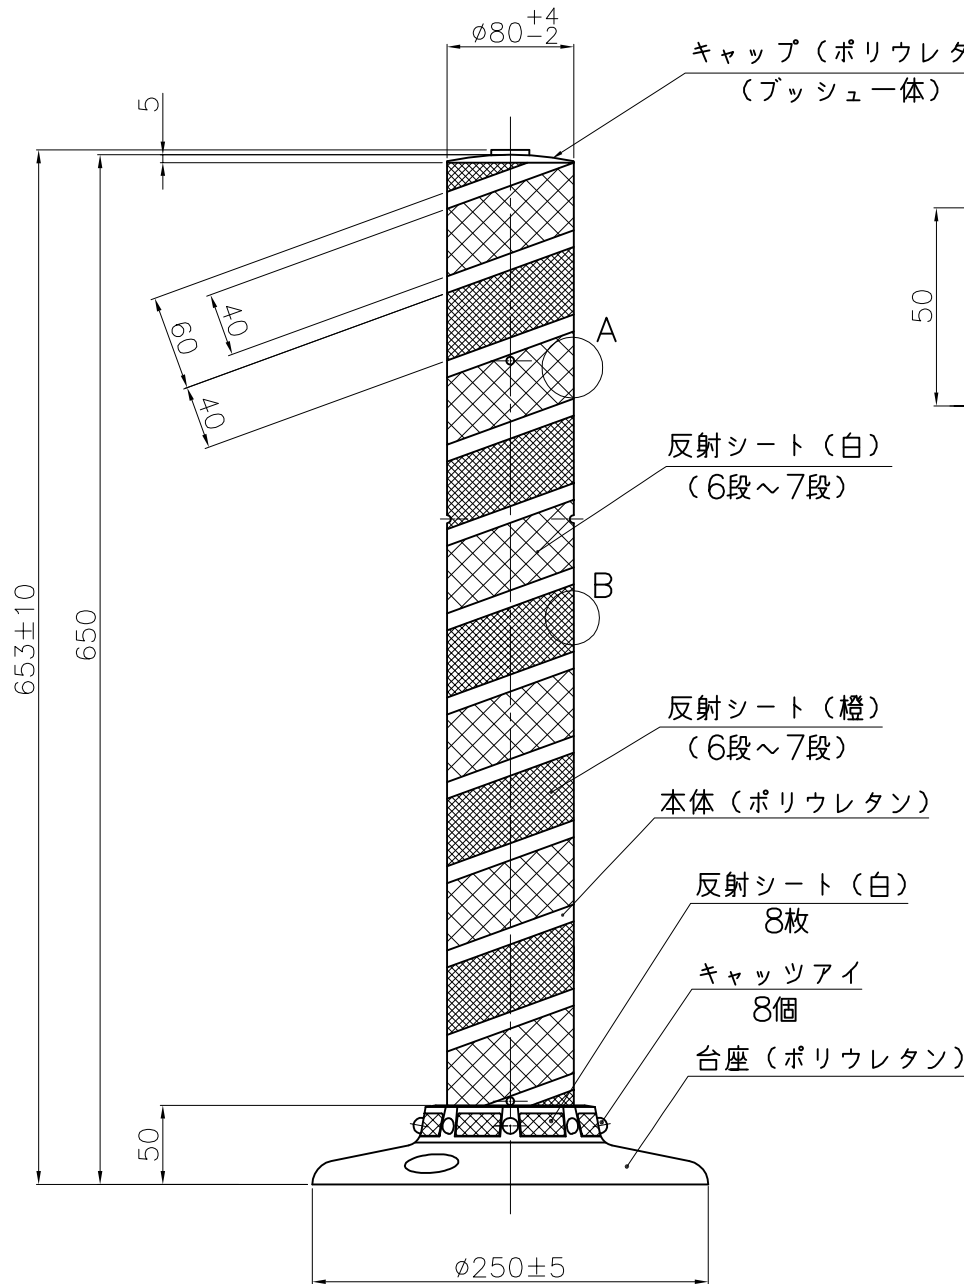 ⌀80+4-2
キャップ（ポリウレタ
（ブッシュ一体）
5
60
40
40
A
50
反射シート（白）
（6段～7段）
B
653±10
650
反射シート（橙）
（6段～7段）
本体（ポリウレタン）
反射シート（白）
8枚
キャッツアイ
8個
台座（ポリウレタン）
50
⌀250±5